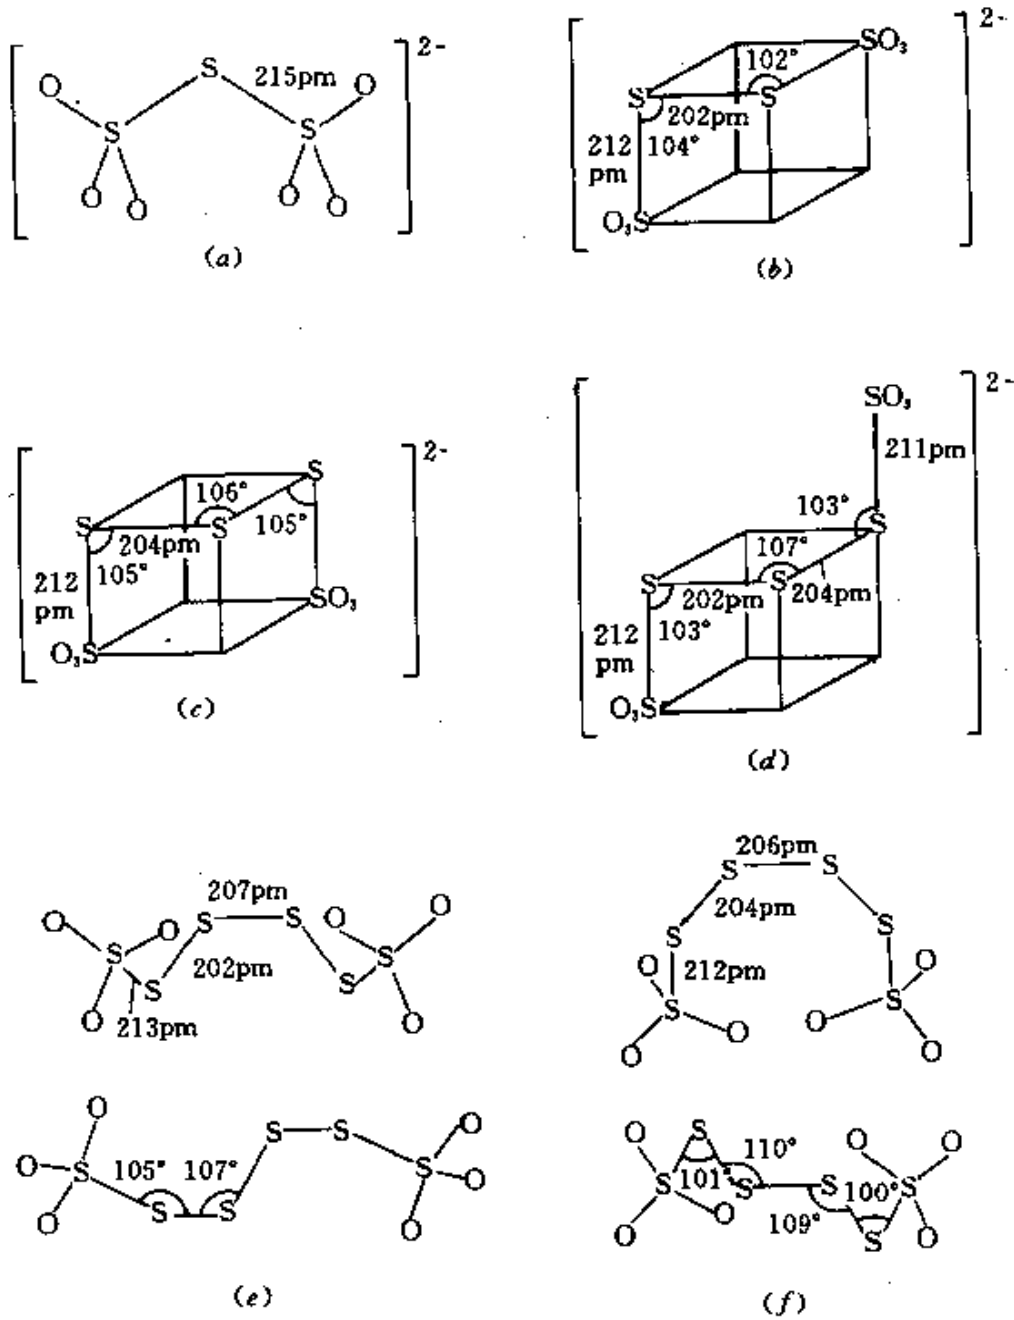 2-
S
215pm
O
O
S
S
O
O
O
O
(a)
2-
SO₃
102°
S
S
202pm
212
pm
104°
O₃S
(b)
2-
S
106°
S
S
105°
204pm
105°
212
pm
SO₃
O₃S
(c)
2-
SO₃
211pm
103°
S
107°
S
S
202pm
204pm
103°
212
pm
O₃S
(d)
207pm
O
O
S
S
O
O
S
202pm
S
S
S
O
213pm
O
O
S
S
O
O
105°
107°
S
S
O
O
S
S
O
(e)
206pm
S
S
204pm
S
S
O
212pm
O
S
S
O
O
O
O
O
S
110°
O
O
S
101°
S
S
100°
S
O
109°
O
O
S
(f)